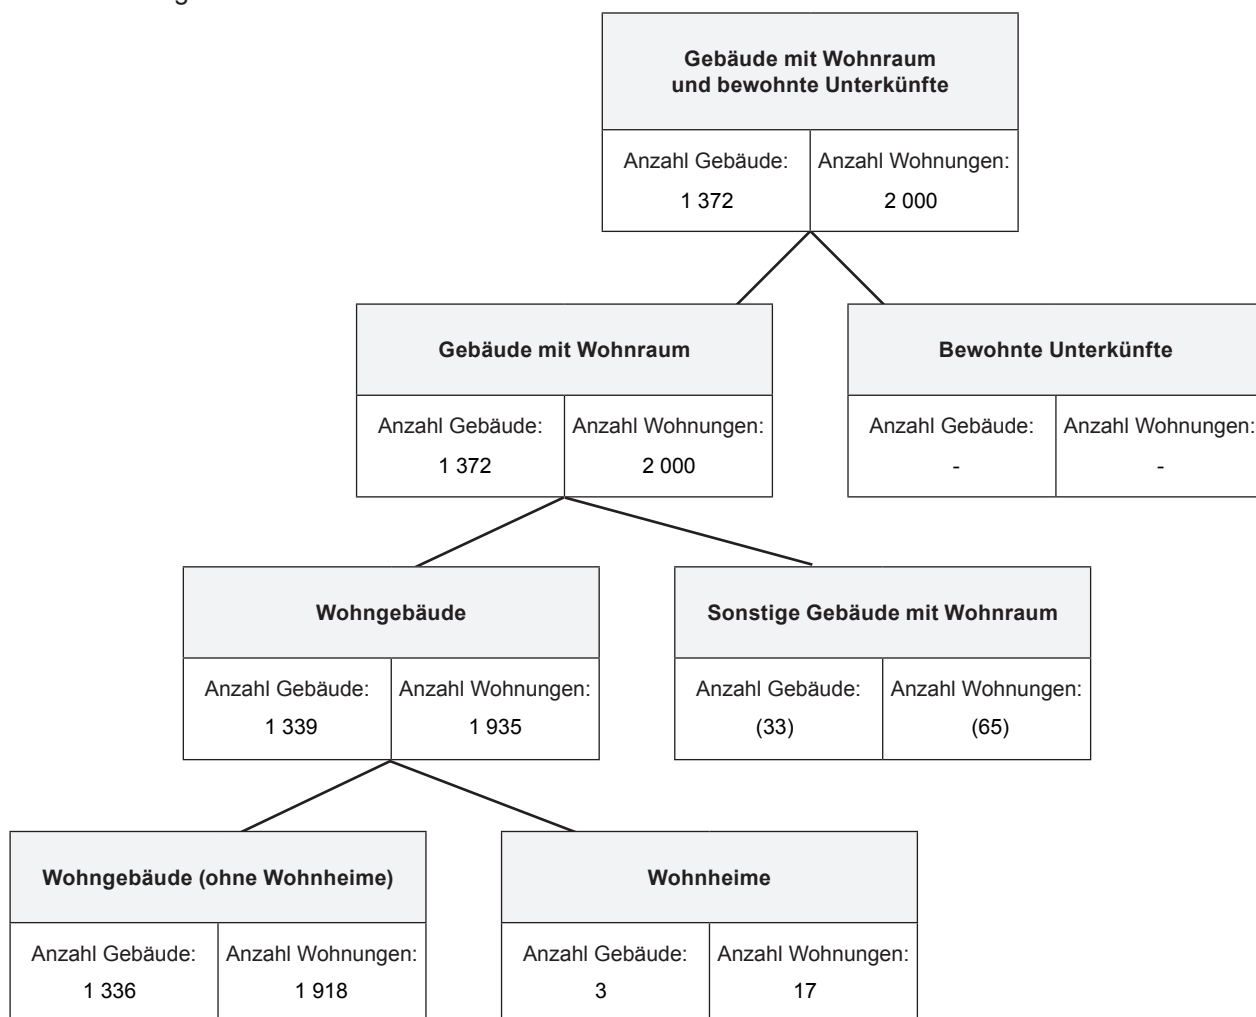 Gebäude mit Wohnraum
und bewohnte Unterkünfte
Anzahl Gebäude: Anzahl Wohnungen:
1 372 2 000
Gebäude mit Wohnraum Bewohnte Unterkünfte
Anzahl Gebäude: Anzahl Wohnungen: Anzahl Gebäude: Anzahl Wohnungen:
1 372 2 000 - -
Wohngebäude Sonstige Gebäude mit Wohnraum
Anzahl Gebäude: Anzahl Wohnungen: Anzahl Gebäude: Anzahl Wohnungen:
1 339 1 935 (33) (65)
Wohngebäude (ohne Wohnheime) Wohnheime
Anzahl Gebäude: Anzahl Wohnungen: Anzahl Gebäude: Anzahl Wohnungen:
1 336 1 918 3 17